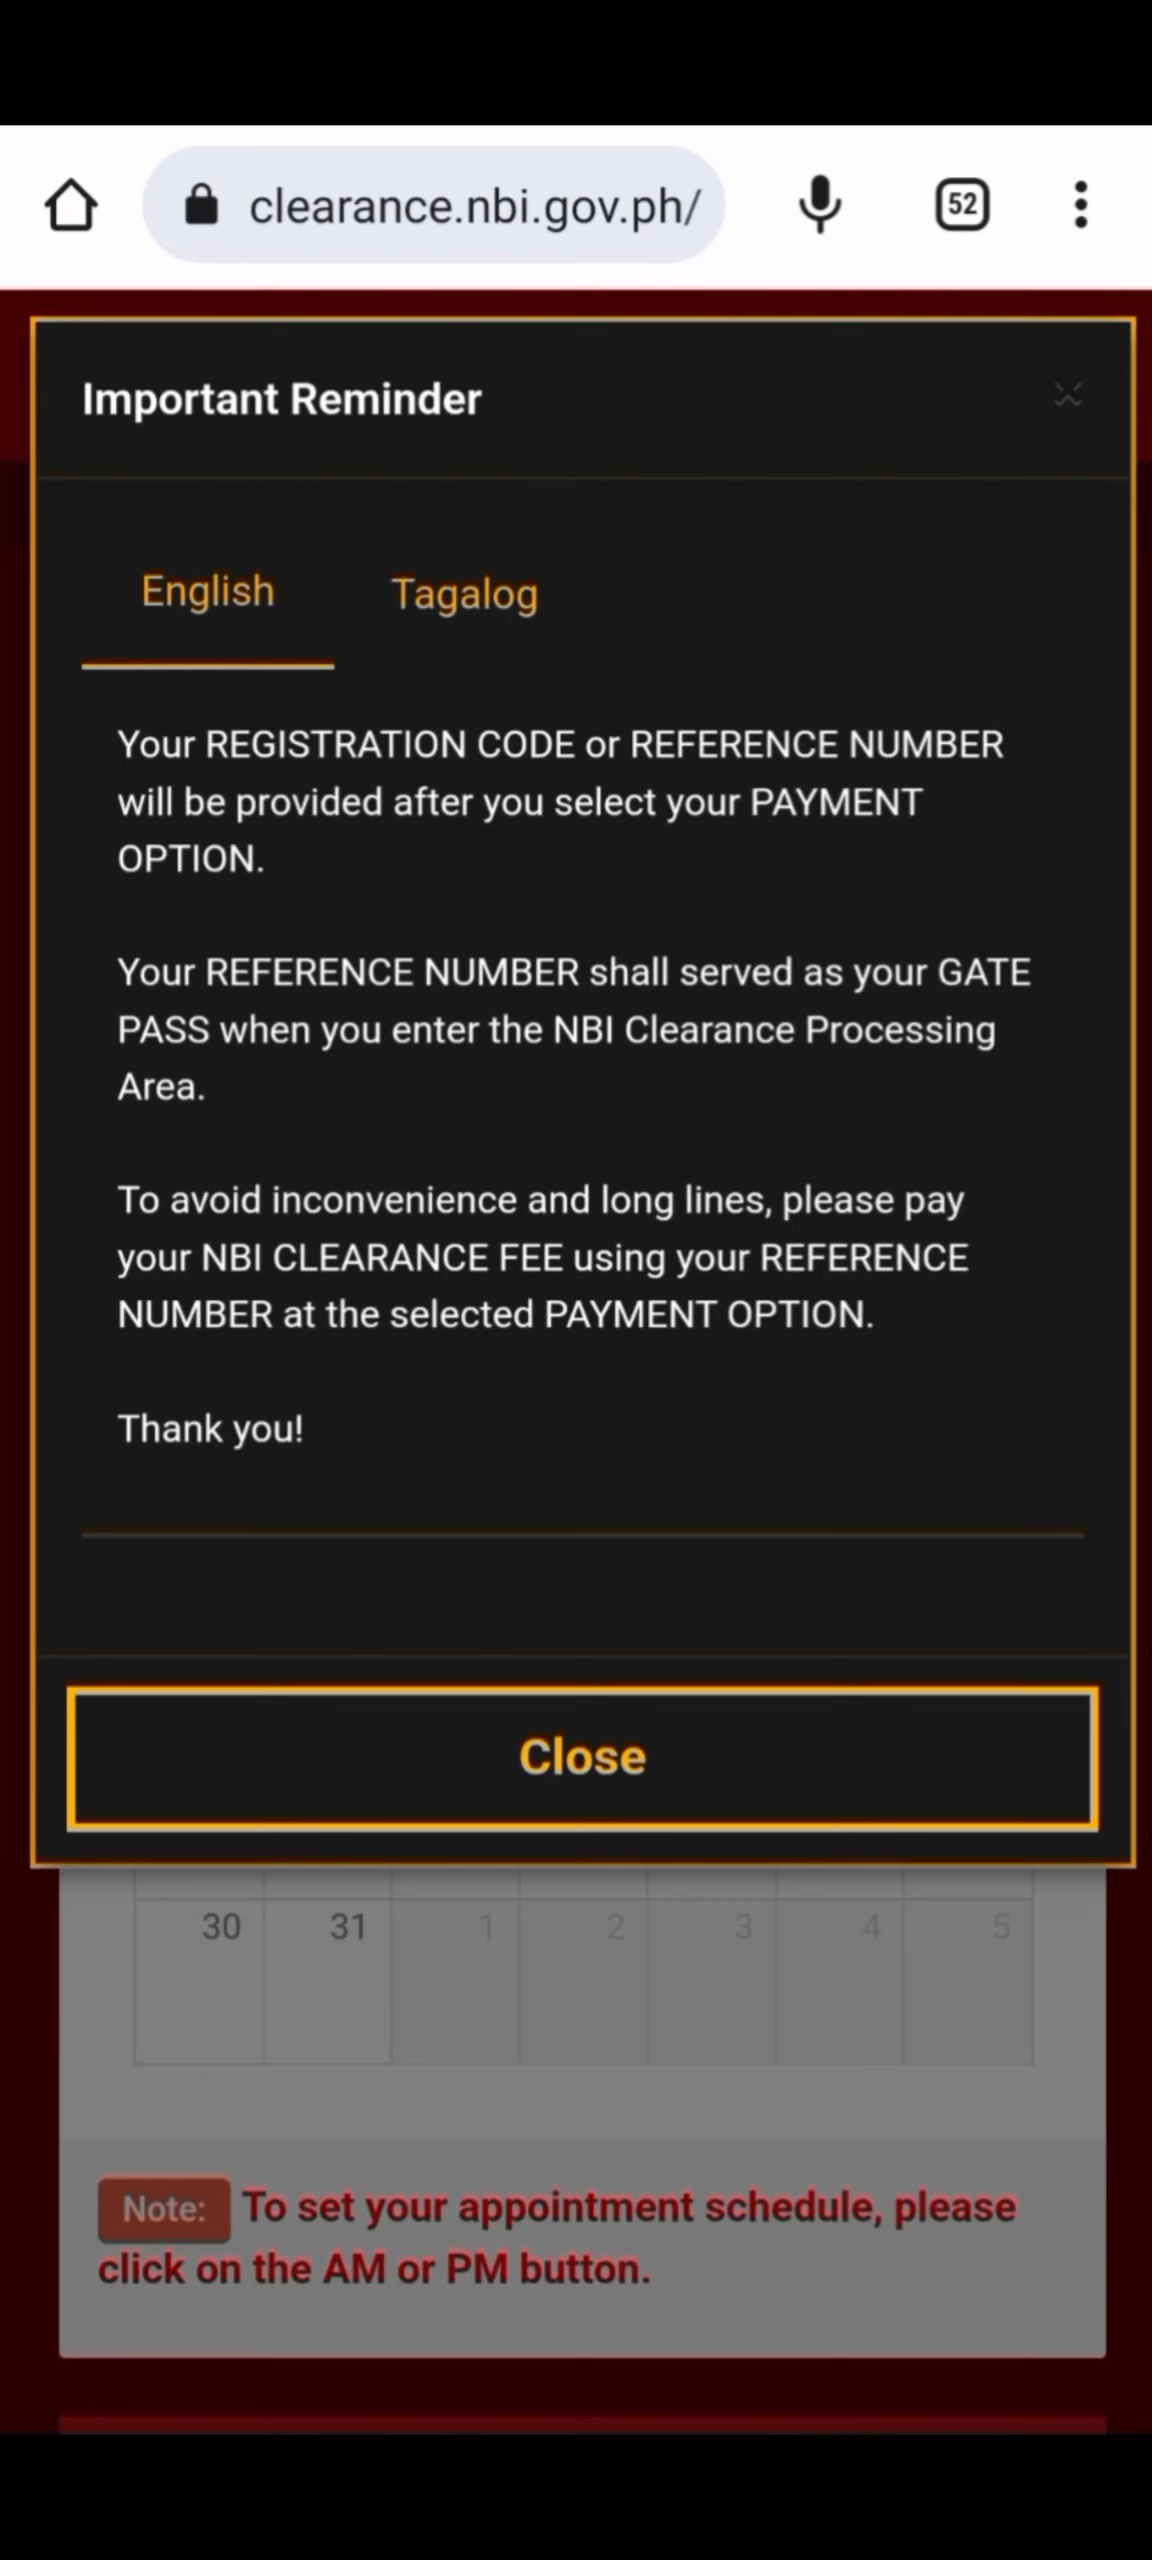 clearance.nbi.gov.ph/
52
Important Reminder
English
Tagalog
Your REGISTRATION CODE or REFERENCE NUMBER
will be provided after you select your PAYMENT
OPTION.
Your REFERENCE NUMBER shall served as your GATE
PASS when you enter the NBI Clearance Processing
Area.
To avoid inconvenience and long lines, please pay
your NBI CLEARANCE FEE using your REFERENCE
NUMBER at the selected PAYMENT OPTION.
Thank you!
Close
30 31 1 2 3 4 5
Note: To set your appointment schedule, please
click on the AM or PM button.